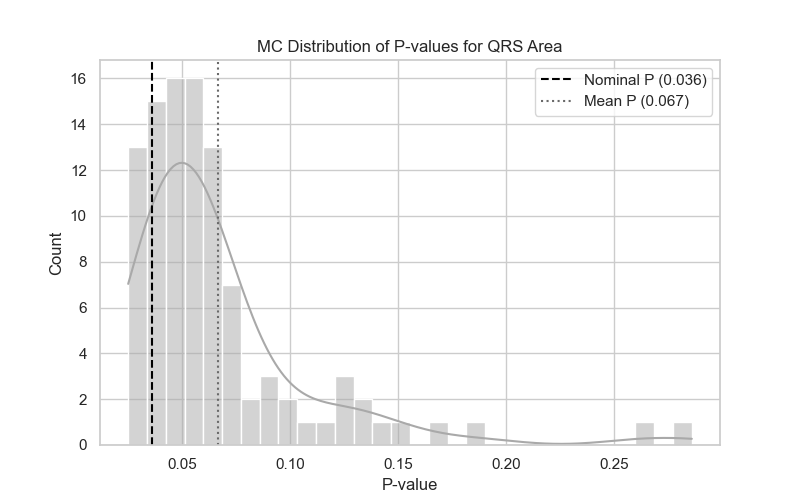 MC Distribution of P-values for QRS Area
Nominal P (0.036)
Mean P (0.067)
16
14
12
10
8
6
4
2
0
Count
0.05 0.10 0.15 0.20 0.25
P-value